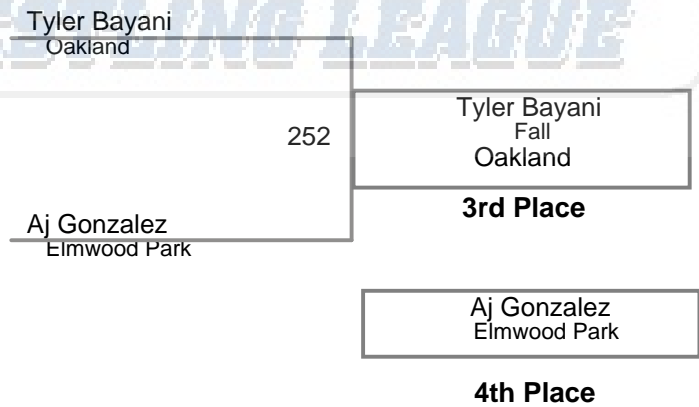 LEAGUE
Tyler Bayani
Oakland
252
Tyler Bayani
Fall
Oakland
3rd Place
Aj Gonzalez
Elmwood Park
Aj Gonzalez
Elmwood Park
4th Place